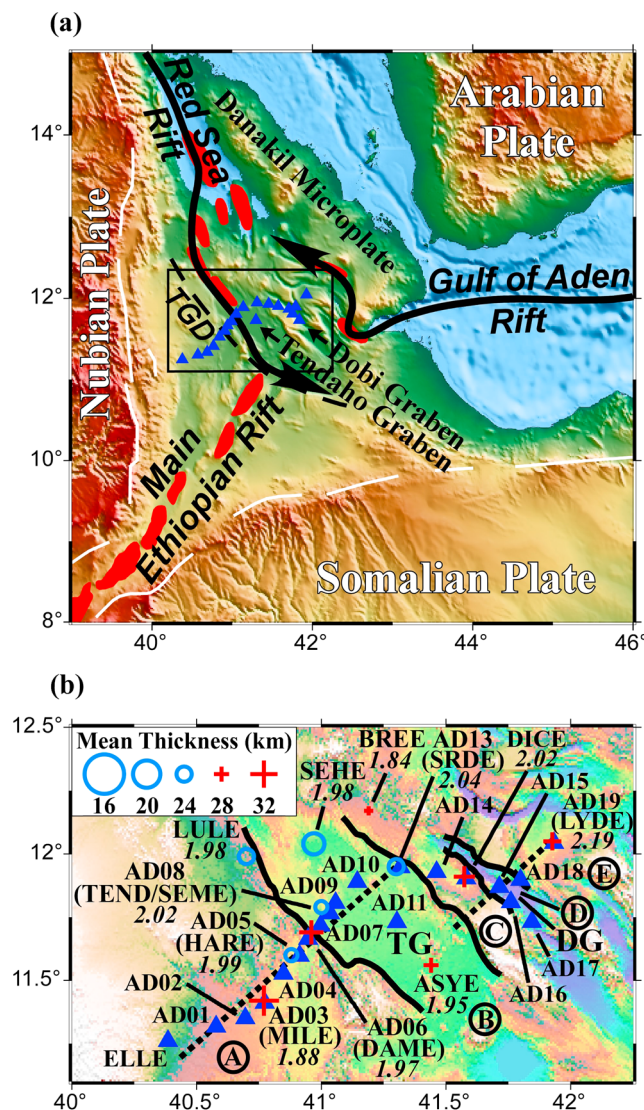 (a)
Red Sea
Rift
Danakil Microplate
Arabian
Plate
Nubian Plate
Gulf of Aden
Rift
TGD
Dobi Graben
Tendaho Graben
Main
Ethiopian Rift
Somalian Plate
14°
12°
10°
8°
40°
42°
44°
46°
(b)
12.5°
12°
11.5°
Mean Thickness (km)
16
20
24
28
32
BREE
1.84
AD13
(SRDE)
2.04
DICE
2.02
SEHE
1.98
AD14
AD15
AD19
(LYDE)
2.19
LULE
1.98
AD08
(TEND/SEME)
2.02
AD10
AD09
AD18
E
AD05
(HARE)
1.99
AD07
AD11
TG
C
D
DG
AD17
AD02
AD04
ASYE
1.95
AD16
AD01
AD03
(MILE)
1.88
AD06
(DAME)
1.97
B
ELLE
A
40°
40.5°
41°
41.5°
42°